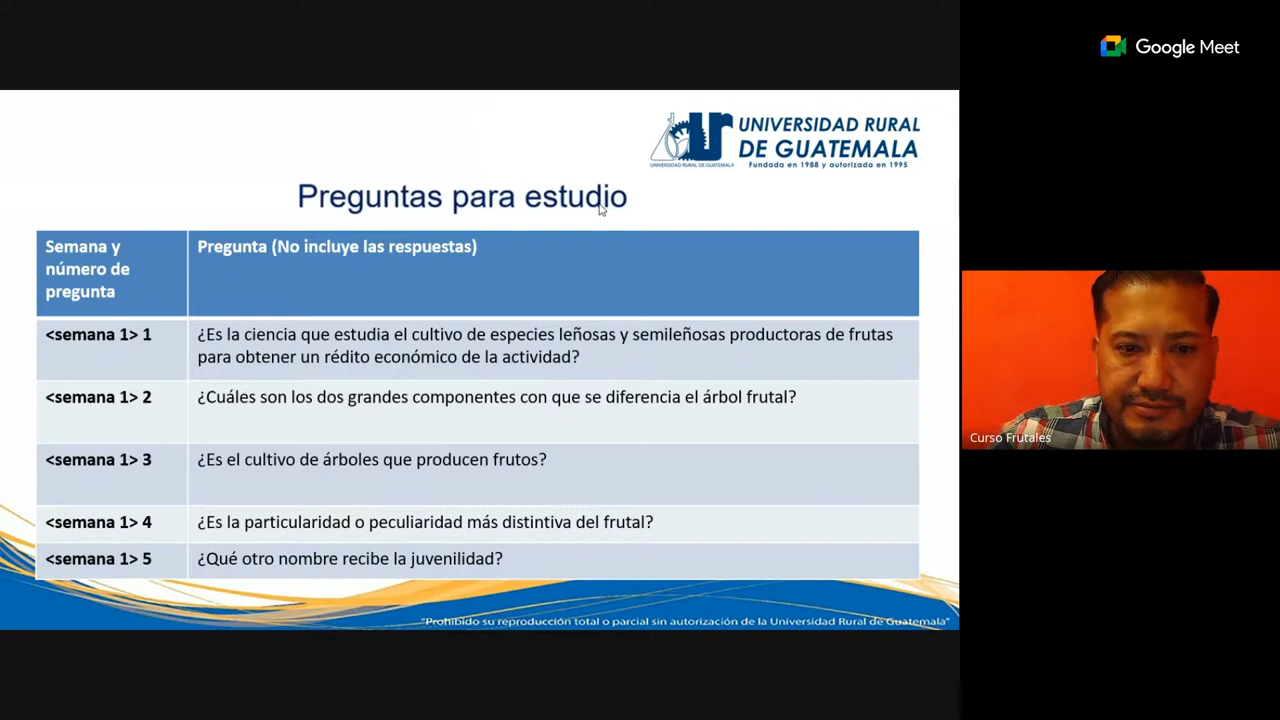 Google Meet
UNIVERSIDAD RURAL
DE GUATEMALA
Fundada en 1988 y autorizada en 1995
UNIVERSIDAD RURAL DE GUATEMALA
Preguntas para estudio
Semana y
número de
pregunta
Pregunta (No incluye las respuestas)
<semana 1> 1
¿Es la ciencia que estudia el cultivo de especies leñosas y semileñosas productoras de frutas
para obtener un rédito económico de la actividad?
<semana 1> 2
¿Cuáles son los dos grandes componentes con que se diferencia el árbol frutal?
<semana 1> 3
¿Es el cultivo de árboles que producen frutos?
<semana 1> 4
¿Es la particularidad o peculiaridad más distintiva del frutal?
<semana 1> 5
¿Qué otro nombre recibe la juvenilidad?
"Prohibido su reproducción total o parcial sin autorización de la Universidad Rural de Guatemala"
Curso Frutales